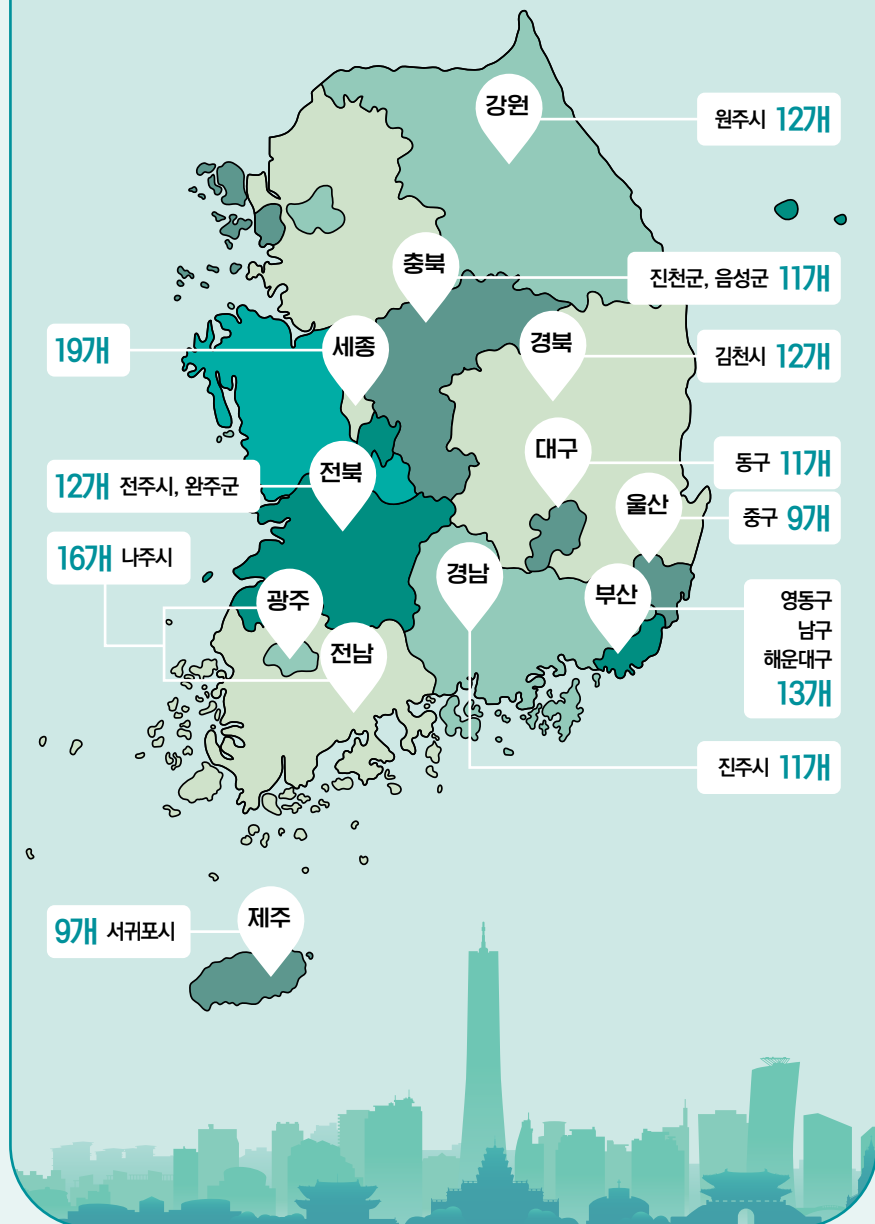 강원
원주시 12개
충북
진천군, 음성군 11개
19개
세종
경북
김천시 12개
대구
동구 11개
전북
12개 전주시, 완주군
울산
중구 9개
16개 나주시
경남
광주
부산
영동구
남구
해운대구
13개
전남
진주시 11개
제주
9개 서귀포시